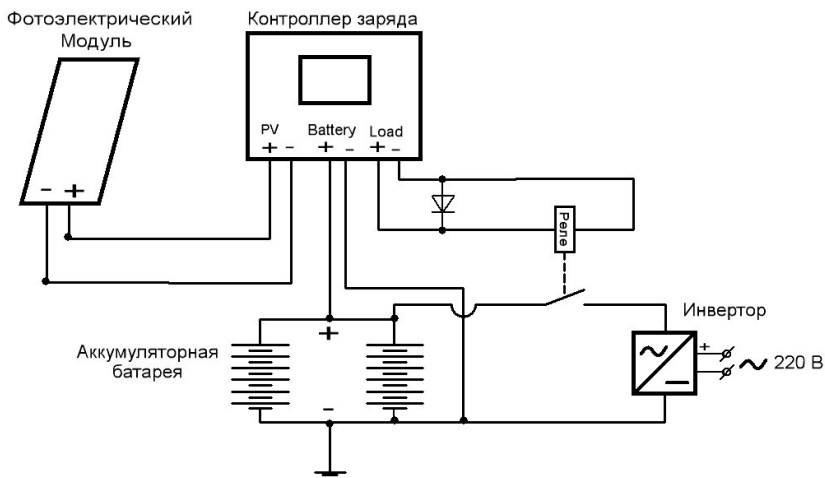 Фотоэлектрический
Модуль
Контроллер заряда
PV Battery Load
+ − + − + −
− +
Реле
Инвертор
+
Аккумуляторная
батарея
+
−
220 В